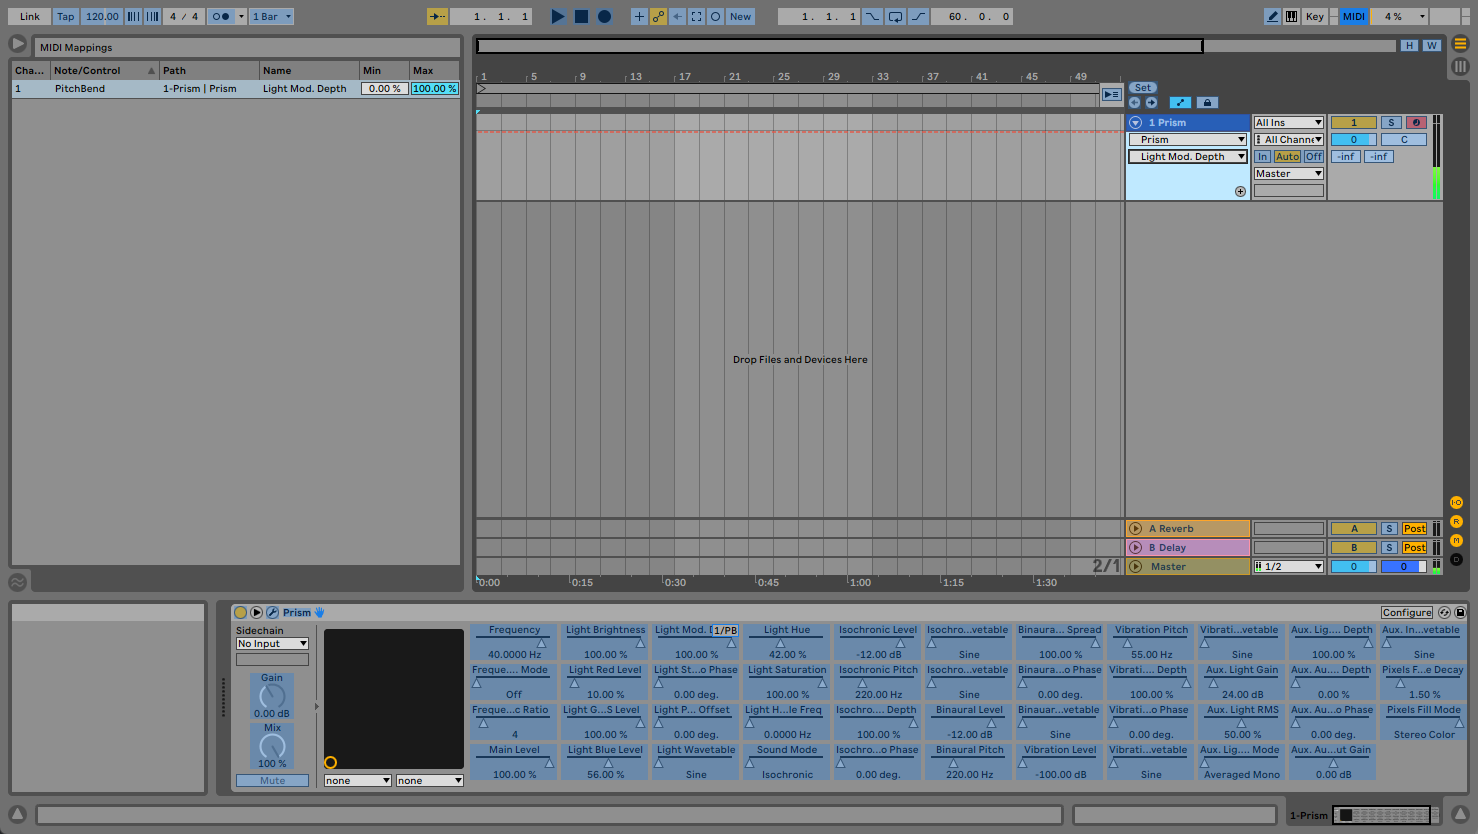 Link Tap 120.00 4 / 4 1 Bar 1. 1. 1 New 1. 1. 1 60. 0. 0 Key MIDI 4 %
MIDI Mappings
H W
Cha... Note/Control Path Name Min Max
1 PitchBend 1-Prism | Prism Light Mod. Depth 0.00 % 100.00 %
1 5 9 13 17 21 25 29 33 37 41 45 49
Set
1 Prism All Ins 1 S
Prism All Channe 0 C
Light Mod. Depth In Auto Off -inf -inf
Master
Drop Files and Devices Here
A Reverb A S Post
B Delay B S Post
2/1 Master 1/2 0 0
0:00 0:15 0:30 0:45 1:00 1:15 1:30
Prism Configure
Sidechain
No Input
Gain
0.00 dB
Mix
100 %
Mute
none none
Frequency Light Brightness Light Mod. D 1/PB Light Hue Isochronic Level Isochro...vetable Binaura... Spread Vibration Pitch Vibrati...vetable Aux. Lig.... Depth Aux. In...vetable
40.0000 Hz 100.00 % 100.00 % 42.00 % -12.00 dB Sine 100.00 % 55.00 Hz Sine 100.00 % Sine
Freque... Mode Light Red Level Light St...o Phase Light Saturation Isochronic Pitch Isochro...vetable Binaura...o Phase Vibrati... Depth Aux. Light Gain Aux. Au.... Depth Pixels F...e Decay
Off 10.00 % 0.00 deg. 100.00 % 220.00 Hz Sine 0.00 deg. 100.00 % 24.00 dB 0.00 % 1.50 %
Freque...c Ratio Light G...S Level Light P... Offset Light H...le Freq Isochro.... Depth Binaural Level Binaur...vetable Vibrati...o Phase Aux. Light RMS Aux. Au...o Phase Pixels Fill Mode
4 100.00 % 0.00 deg. 0.0000 Hz 100.00 % -12.00 dB Sine 0.00 deg. 50.00 % 0.00 deg. Stereo Color
Main Level Light Blue Level Light Wavetable Sound Mode Isochro...o Phase Binaural Pitch Vibration Level Vibrati...vetable Aux. Lig... Mode Aux. Au...ut Gain
100.00 % 56.00 % Sine Isochronic 0.00 deg. 220.00 Hz -100.00 dB Sine Averaged Mono 0.00 dB
1-Prism